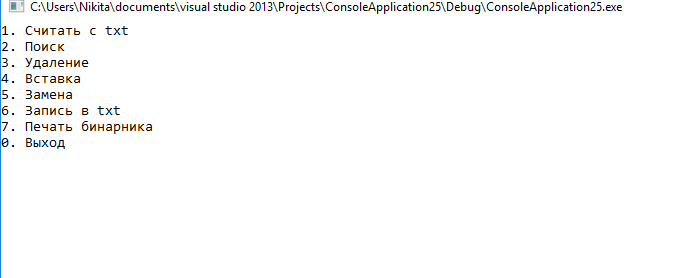 C:\Users\Nikita\documents\visual studio 2013\Projects\ConsoleApplication25\Debug\ConsoleApplication25.exe
1. Считать с txt
2. Поиск
3. Удаление
4. Вставка
5. Замена
6. Запись в txt
7. Печать бинарника
0. Выход